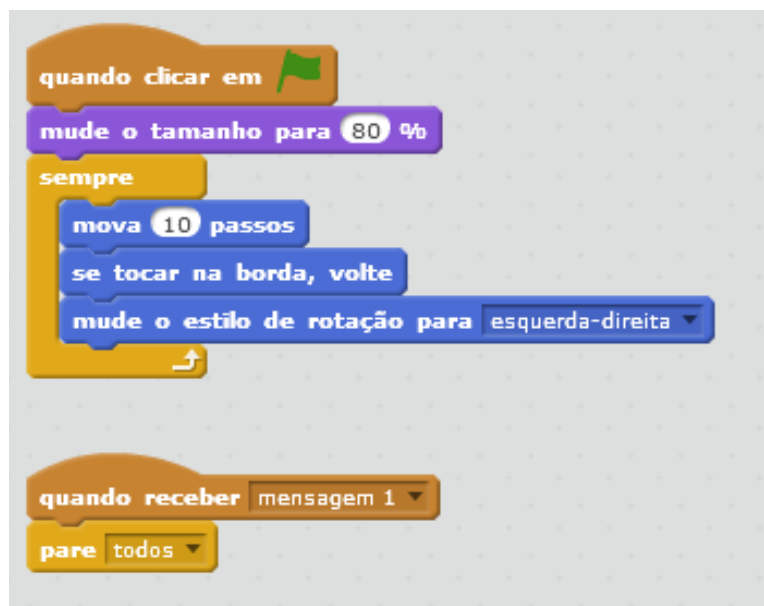 quando clicar em
mude o tamanho para 80 %
sempre
mova 10 passos
se tocar na borda, volte
mude o estilo de rotação para esquerda-direita
quando receber mensagem 1
pare todos